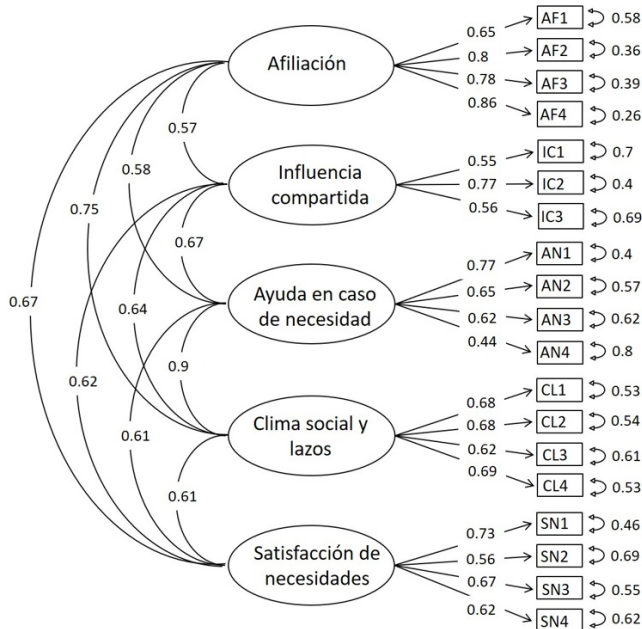 Afiliación
Influencia
compartida
Ayuda en caso
de necesidad
Clima social y
lazos
Satisfacción de
necesidades
0.57
0.58
0.75
0.67
0.67
0.64
0.62
0.9
0.61
0.61
0.65 AF1 0.58
0.8 AF2 0.36
0.78 AF3 0.39
0.86 AF4 0.26
0.55 IC1 0.7
0.77 IC2 0.4
0.56 IC3 0.69
0.77 AN1 0.4
0.65 AN2 0.57
0.62 AN3 0.62
0.44 AN4 0.8
0.68 CL1 0.53
0.68 CL2 0.54
0.62 CL3 0.61
0.69 CL4 0.53
0.73 SN1 0.46
0.56 SN2 0.69
0.67 SN3 0.55
0.62 SN4 0.62